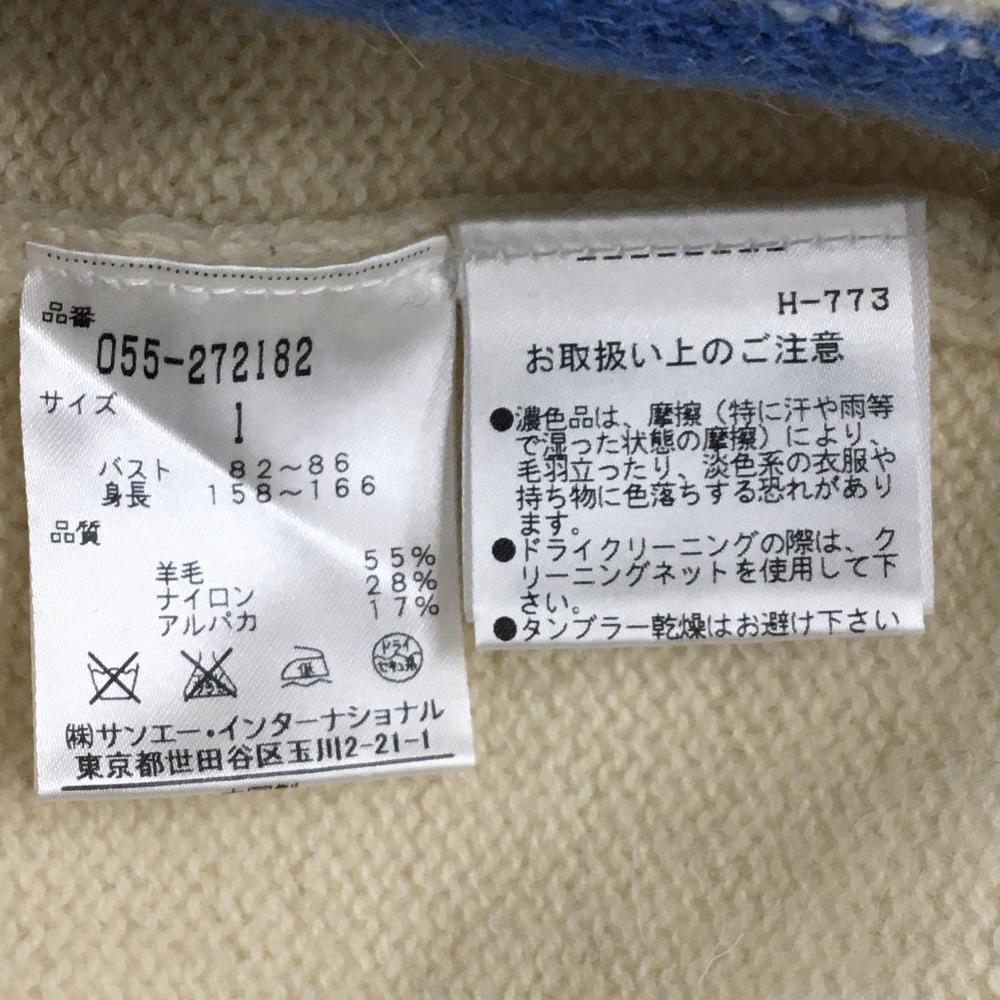 品番
055-272182
サイズ
1
バスト 82～86
身長 158～166
品質
羊毛 55%
ナイロン 28%
アルパカ 17%
低
ドライ
セキユ系
㈱サンエー・インターナショナル
東京都世田谷区玉川2-21-1
H-773
お取扱い上のご注意
●濃色品は、摩擦（特に汗や雨等
で湿った状態の摩擦）により、
毛羽立ったり、淡色系の衣服や
持ち物に色落ちする恐れがあり
ます。
●ドライクリーニングの際は、ク
リーニングネットを使用して下
さい。
●タンブラー乾燥はお避け下さい